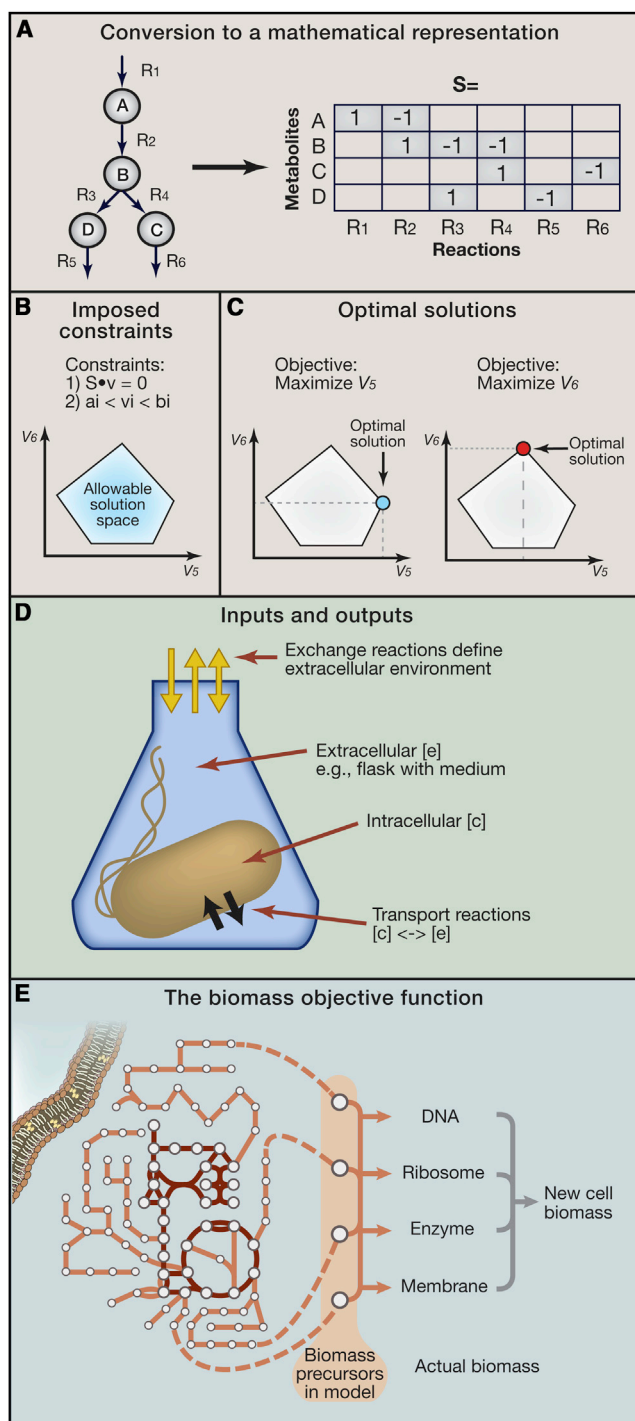 A
Conversion to a mathematical representation
R1
A
R2
B
R3 R4
D C
R5 R6
S=
Metabolites
A 1 -1
B 1 -1 -1
C 1 -1
D 1 -1
R1 R2 R3 R4 R5 R6
Reactions
B
Imposed
constraints
Constraints:
1) S•v = 0
2) ai < vi < bi
V6
Allowable
solution
space
V5
C
Optimal solutions
Objective:
Maximize V5
V6
Optimal
solution
V5
Objective:
Maximize V6
V6
Optimal
solution
V5
D
Inputs and outputs
Exchange reactions define
extracellular environment
Extracellular [e]
e.g., flask with medium
Intracellular [c]
Transport reactions
[c] <-> [e]
E
The biomass objective function
DNA
Ribosome
Enzyme
Membrane
New cell
biomass
Biomass
precursors
in model
Actual biomass